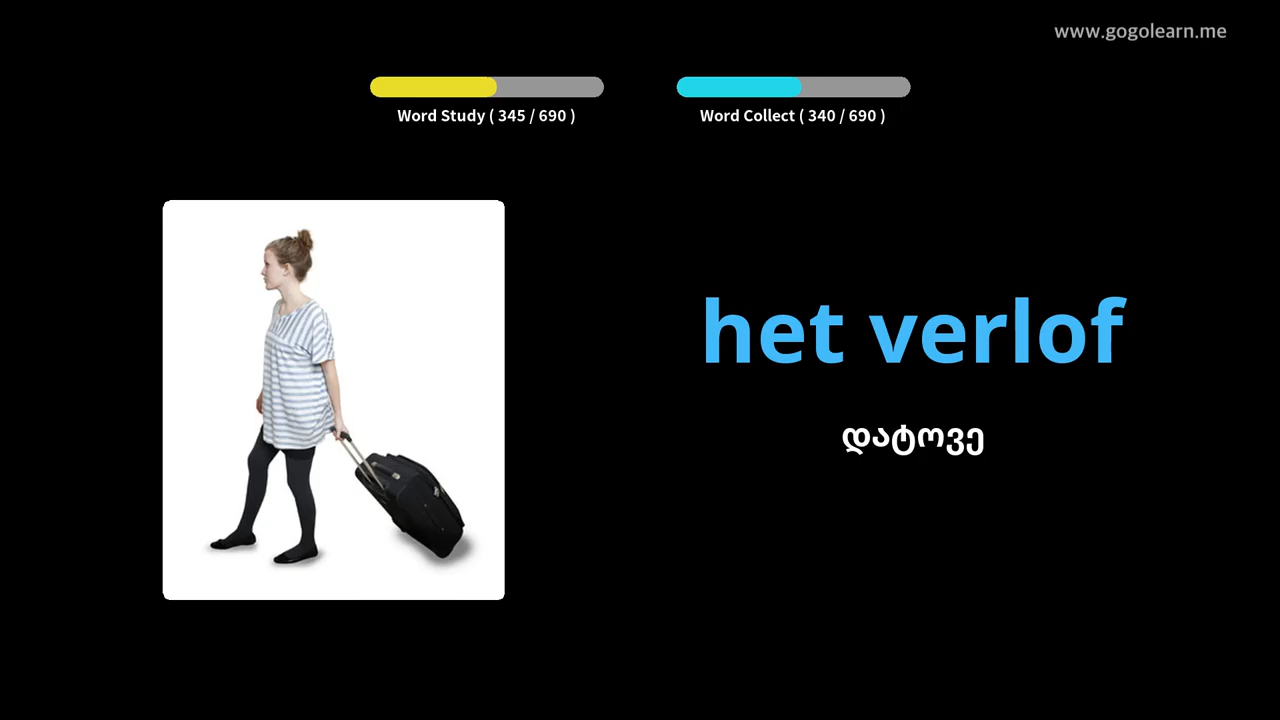 www.gogolearn.me
Word Study ( 345 / 690 )
Word Collect ( 340 / 690 )
het verlof
დატოვე